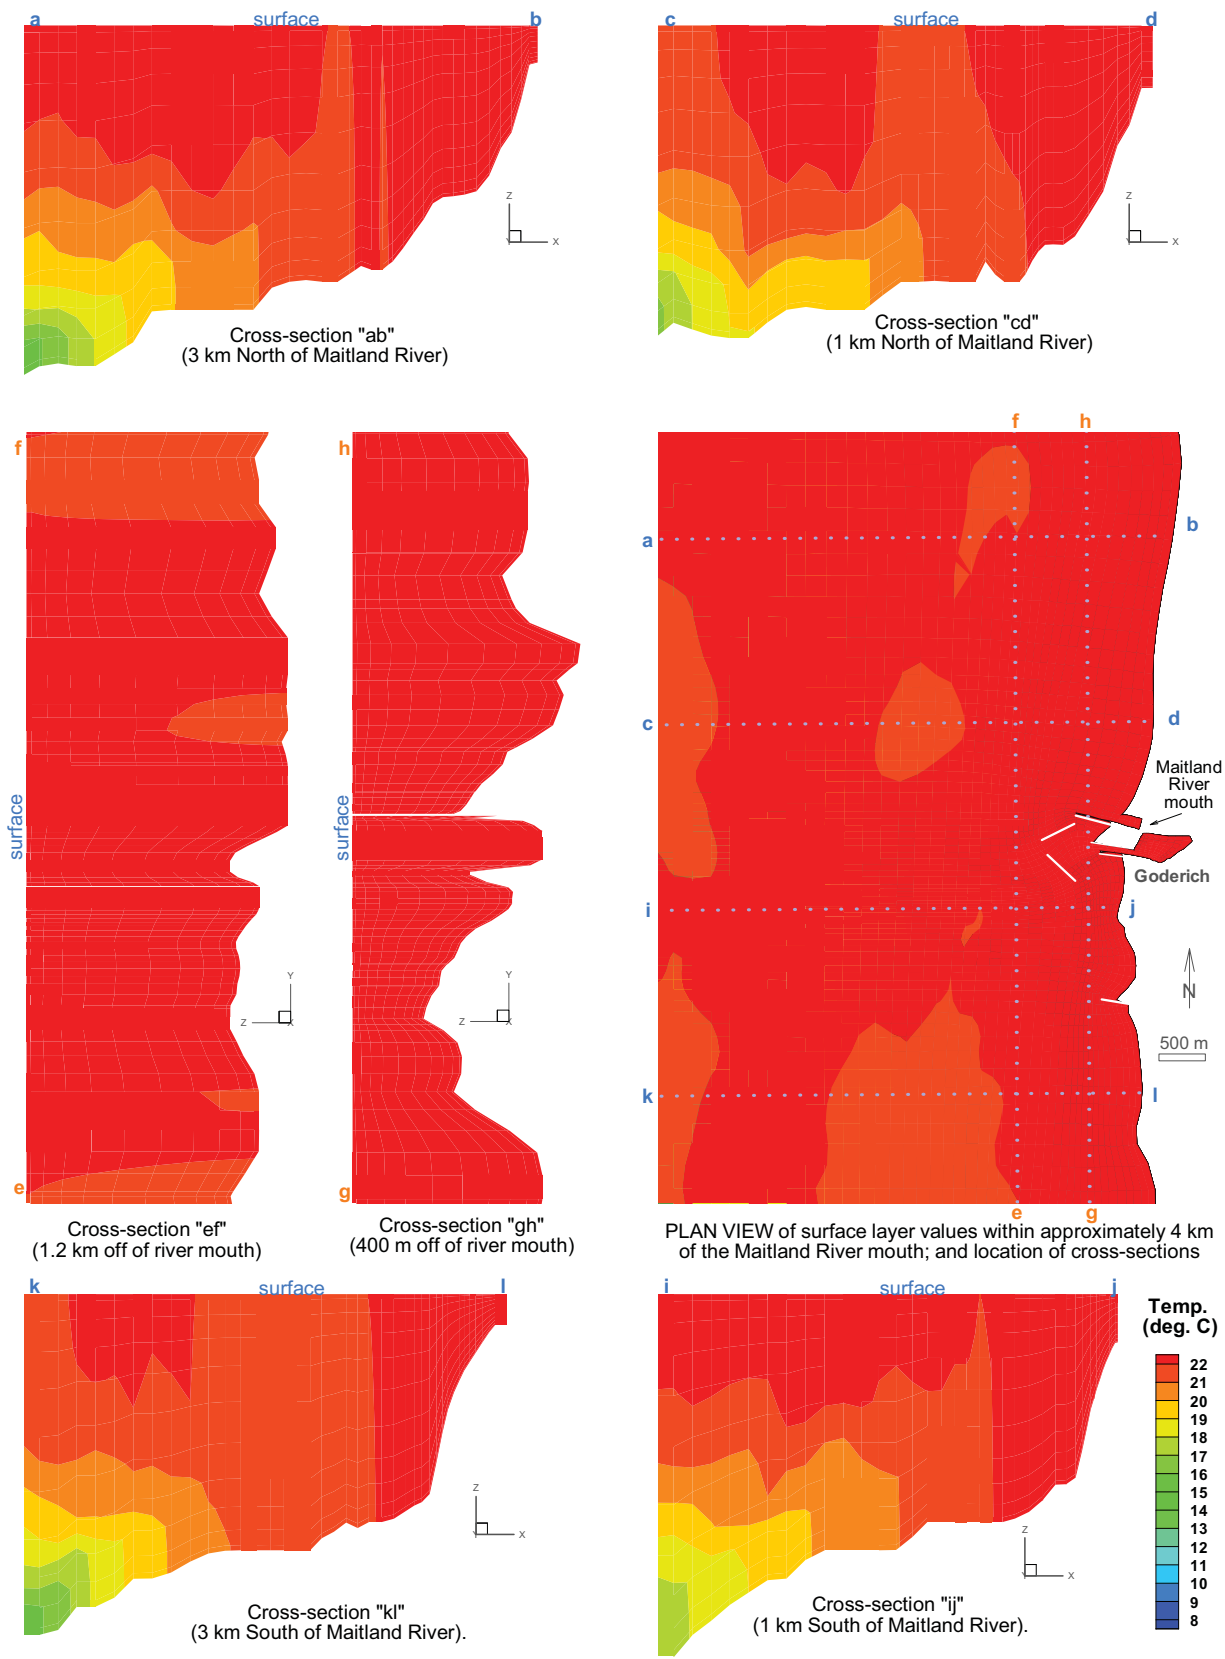 a
surface
b
z
Y
x
Cross-section "ab"
(3 km North of Maitland River)
c
surface
d
z
Y
x
Cross-section "cd"
(1 km North of Maitland River)
f
surface
e
Y
z
X
Cross-section "ef"
(1.2 km off of river mouth)
h
surface
g
Y
z
X
Cross-section "gh"
(400 m off of river mouth)
f
h
a
b
c
d
Maitland
River
mouth
Goderich
i
j
N
500 m
k
l
e
g
PLAN VIEW of surface layer values within approximately 4 km
of the Maitland River mouth; and location of cross-sections
k
surface
l
z
Y
x
Cross-section "kl"
(3 km South of Maitland River).
i
surface
j
z
Y
x
Cross-section "ij"
(1 km South of Maitland River).
Temp.
(deg. C)
22
21
20
19
18
17
16
15
14
13
12
11
10
9
8